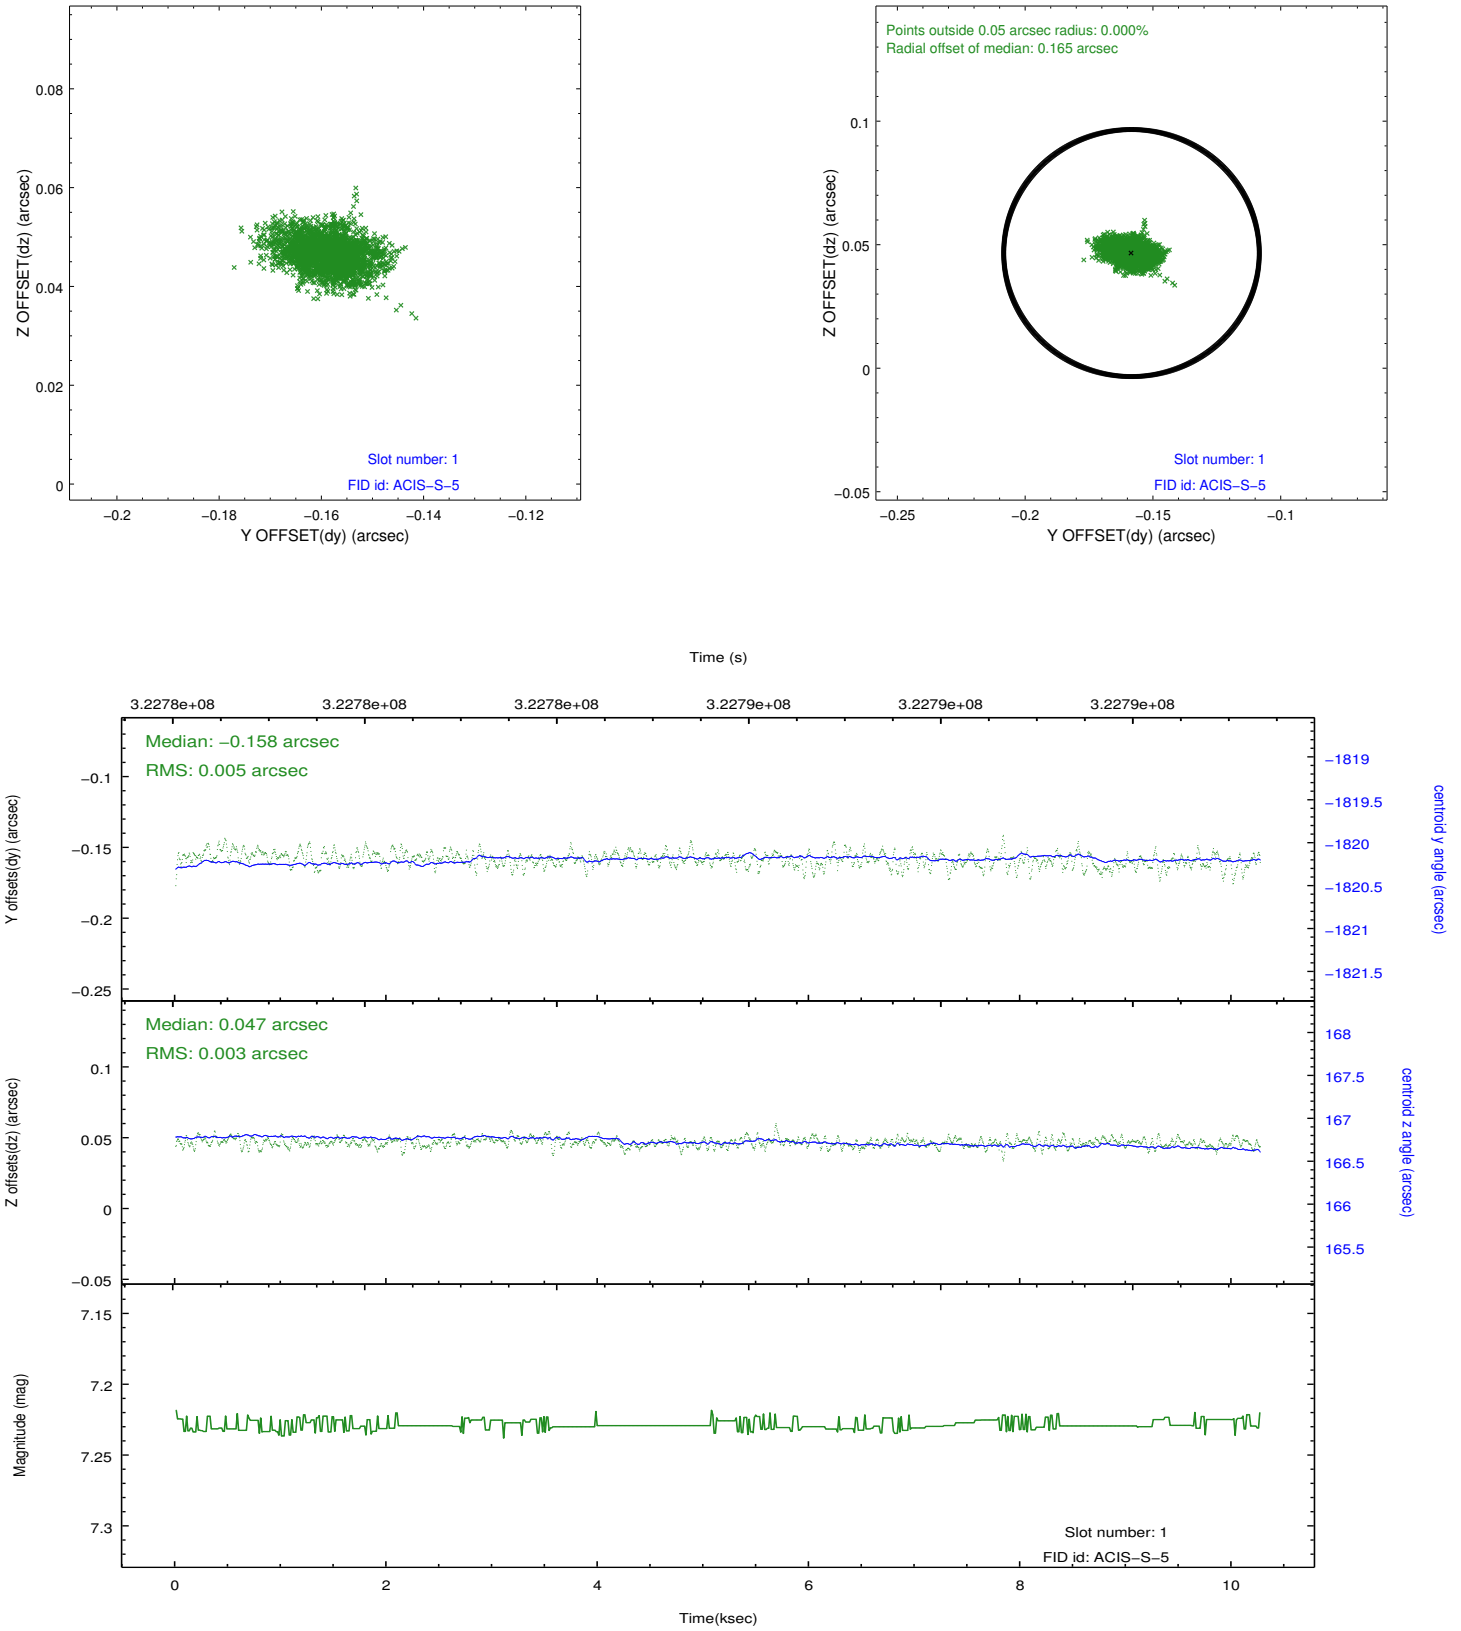 0.08
0.06
0.04
0.02
0
Z OFFSET(dz) (arcsec)
Slot number: 1
FID id: ACIS−S−5
−0.2
−0.18
−0.16
−0.14
−0.12
Y OFFSET(dy) (arcsec)
Points outside 0.05 arcsec radius: 0.000%
Radial offset of median: 0.165 arcsec
0.1
0.05
0
−0.05
Z OFFSET(dz) (arcsec)
Slot number: 1
FID id: ACIS−S−5
−0.25
−0.2
−0.15
−0.1
Y OFFSET(dy) (arcsec)
Time (s)
3.2278e+08
3.2278e+08
3.2278e+08
3.2279e+08
3.2279e+08
3.2279e+08
Median: −0.158 arcsec
RMS: 0.005 arcsec
−0.1
−0.15
−0.2
−0.25
Y offsets(dy) (arcsec)
−1819
−1819.5
−1820
−1820.5
−1821
−1821.5
centroid y angle (arcsec)
Median: 0.047 arcsec
RMS: 0.003 arcsec
0.1
0.05
0
−0.05
Z offsets(dz) (arcsec)
168
167.5
167
166.5
166
165.5
centroid z angle (arcsec)
7.15
7.2
7.25
7.3
Magnitude (mag)
Slot number: 1
FID id: ACIS−S−5
0
2
4
6
8
10
Time(ksec)